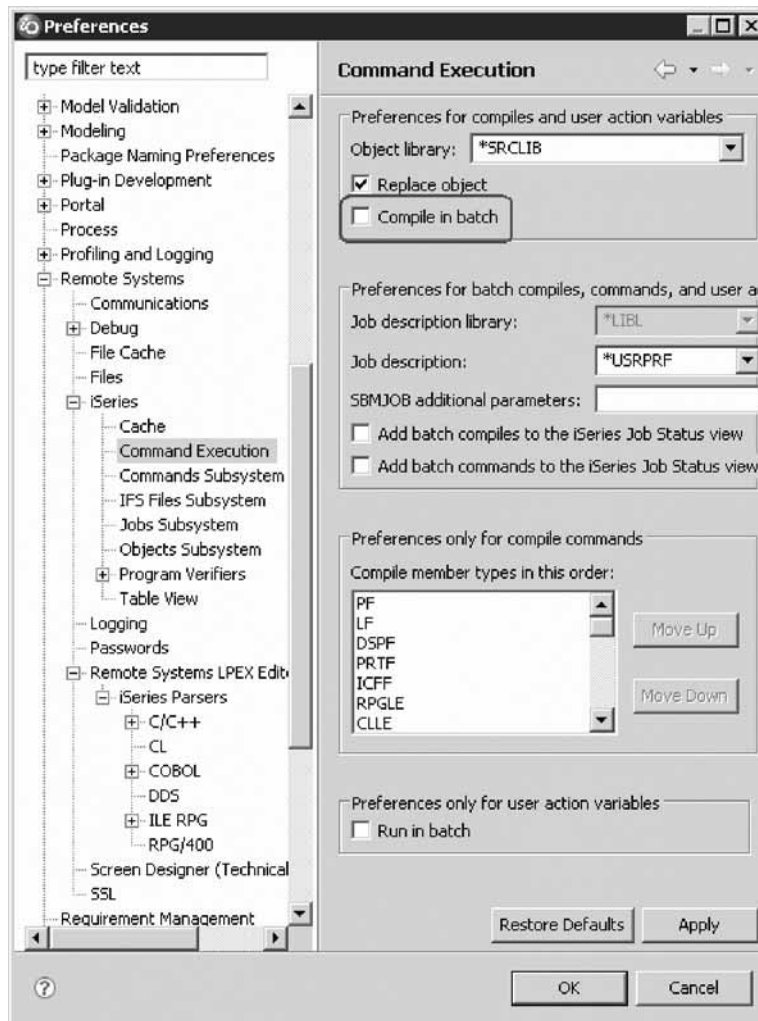 Preferences
type filter text
Model Validation
Modeling
Package Naming Preferences
Plug-in Development
Portal
Process
Profiling and Logging
Remote Systems
Communications
Debug
File Cache
Files
iSeries
Cache
Command Execution
Commands Subsystem
IFS Files Subsystem
Jobs Subsystem
Objects Subsystem
Program Verifiers
Table View
Logging
Passwords
Remote Systems LPEX Edit
iSeries Parsers
C/C++
CL
COBOL
DDS
ILE RPG
RPG/400
Screen Designer (Technical
SSL
Requirement Management
Command Execution
Preferences for compiles and user action variables
Object library: *SRCLIB
Replace object
Compile in batch
Preferences for batch compiles, commands, and user a
Job description library: *LIBL
Job description: *USRPRF
SBMJOB additional parameters:
Add batch compiles to the iSeries Job Status view
Add batch commands to the iSeries Job Status view
Preferences only for compile commands
Compile member types in this order:
PF
LF
DSPF
PRTF
ICFF
RPGLE
CLLE
Move Up
Move Down
Preferences only for user action variables
Run in batch
Restore Defaults Apply
? OK Cancel